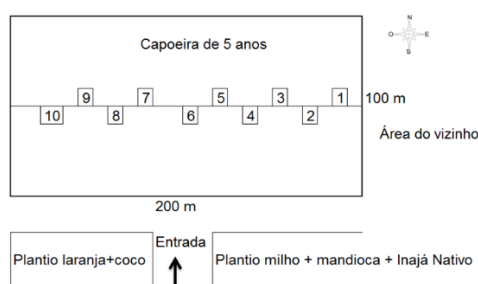 Capoeira de 5 anos
N
O
E
S
9
7
5
3
1
100 m
10
8
6
4
2
Área do vizinho
200 m
Plantio laranja+coco
Entrada
Plantio milho + mandioca + Inajá Nativo